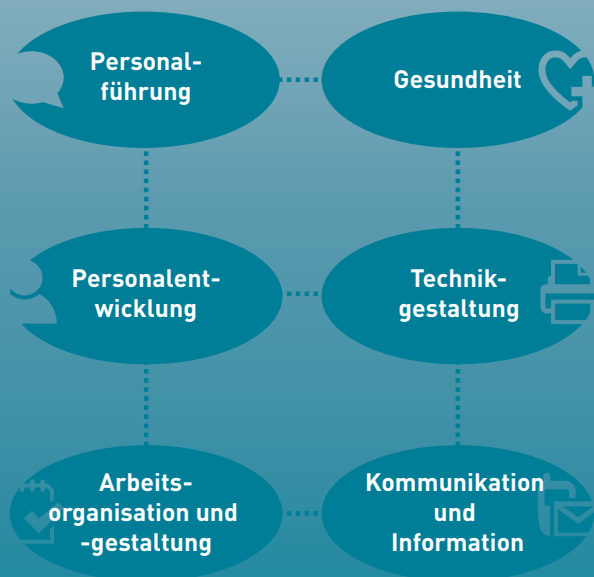 Personal-
führung
Gesundheit
Personalent-
wicklung
Technik-
gestaltung
Arbeits-
organisation und
-gestaltung
Kommunikation
und
Information